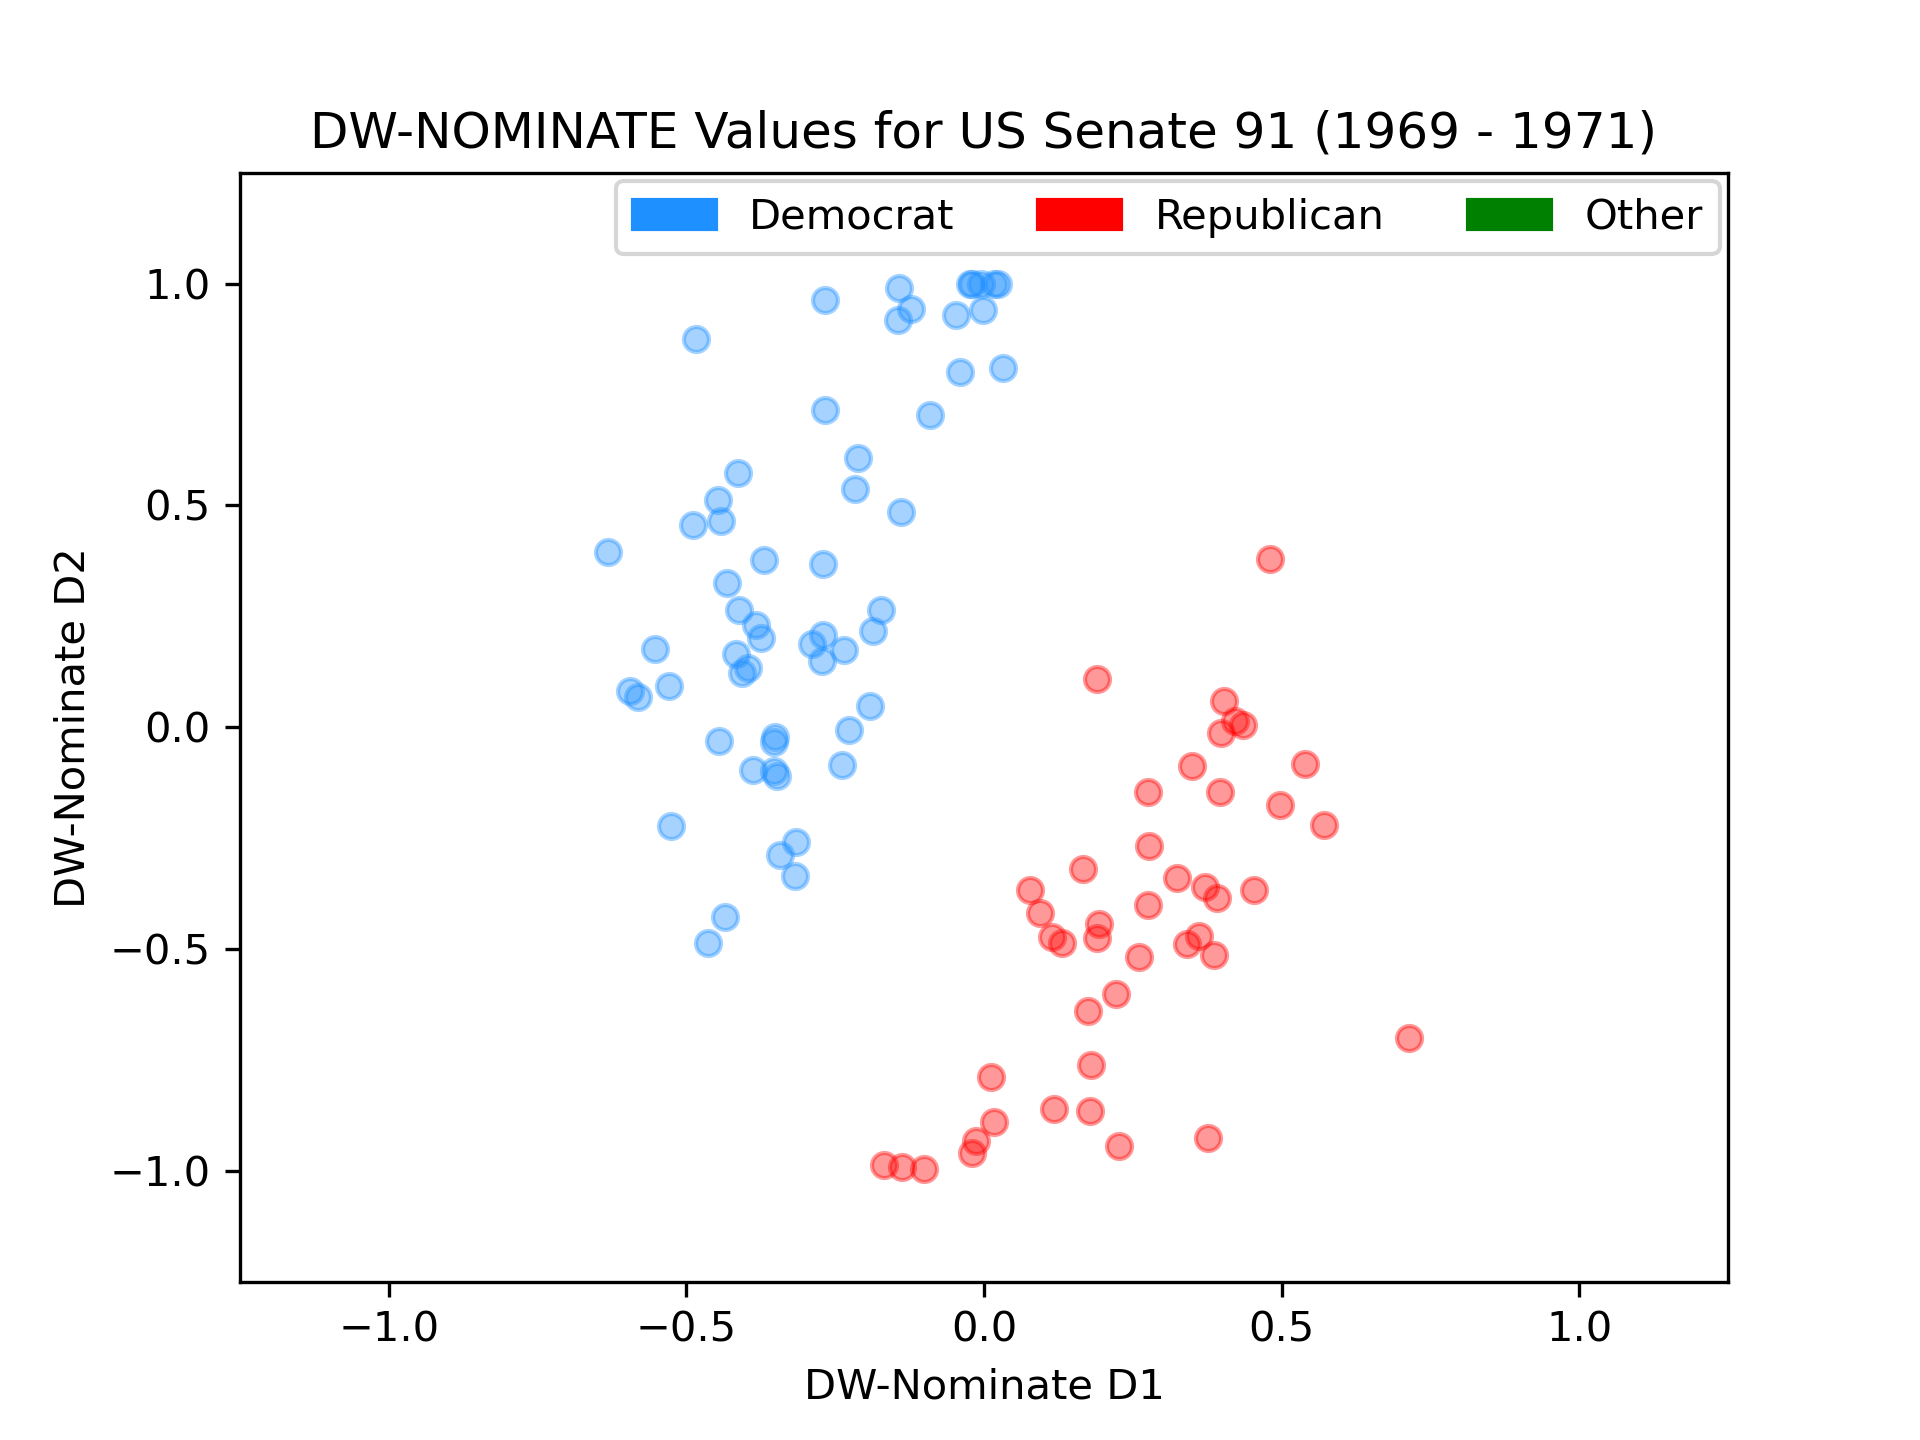 DW-NOMINATE Values for US Senate 91 (1969 - 1971)
Democrat Republican Other
1.0
0.5
0.0
−0.5
−1.0
DW-Nominate D2
−1.0 −0.5 0.0 0.5 1.0
DW-Nominate D1